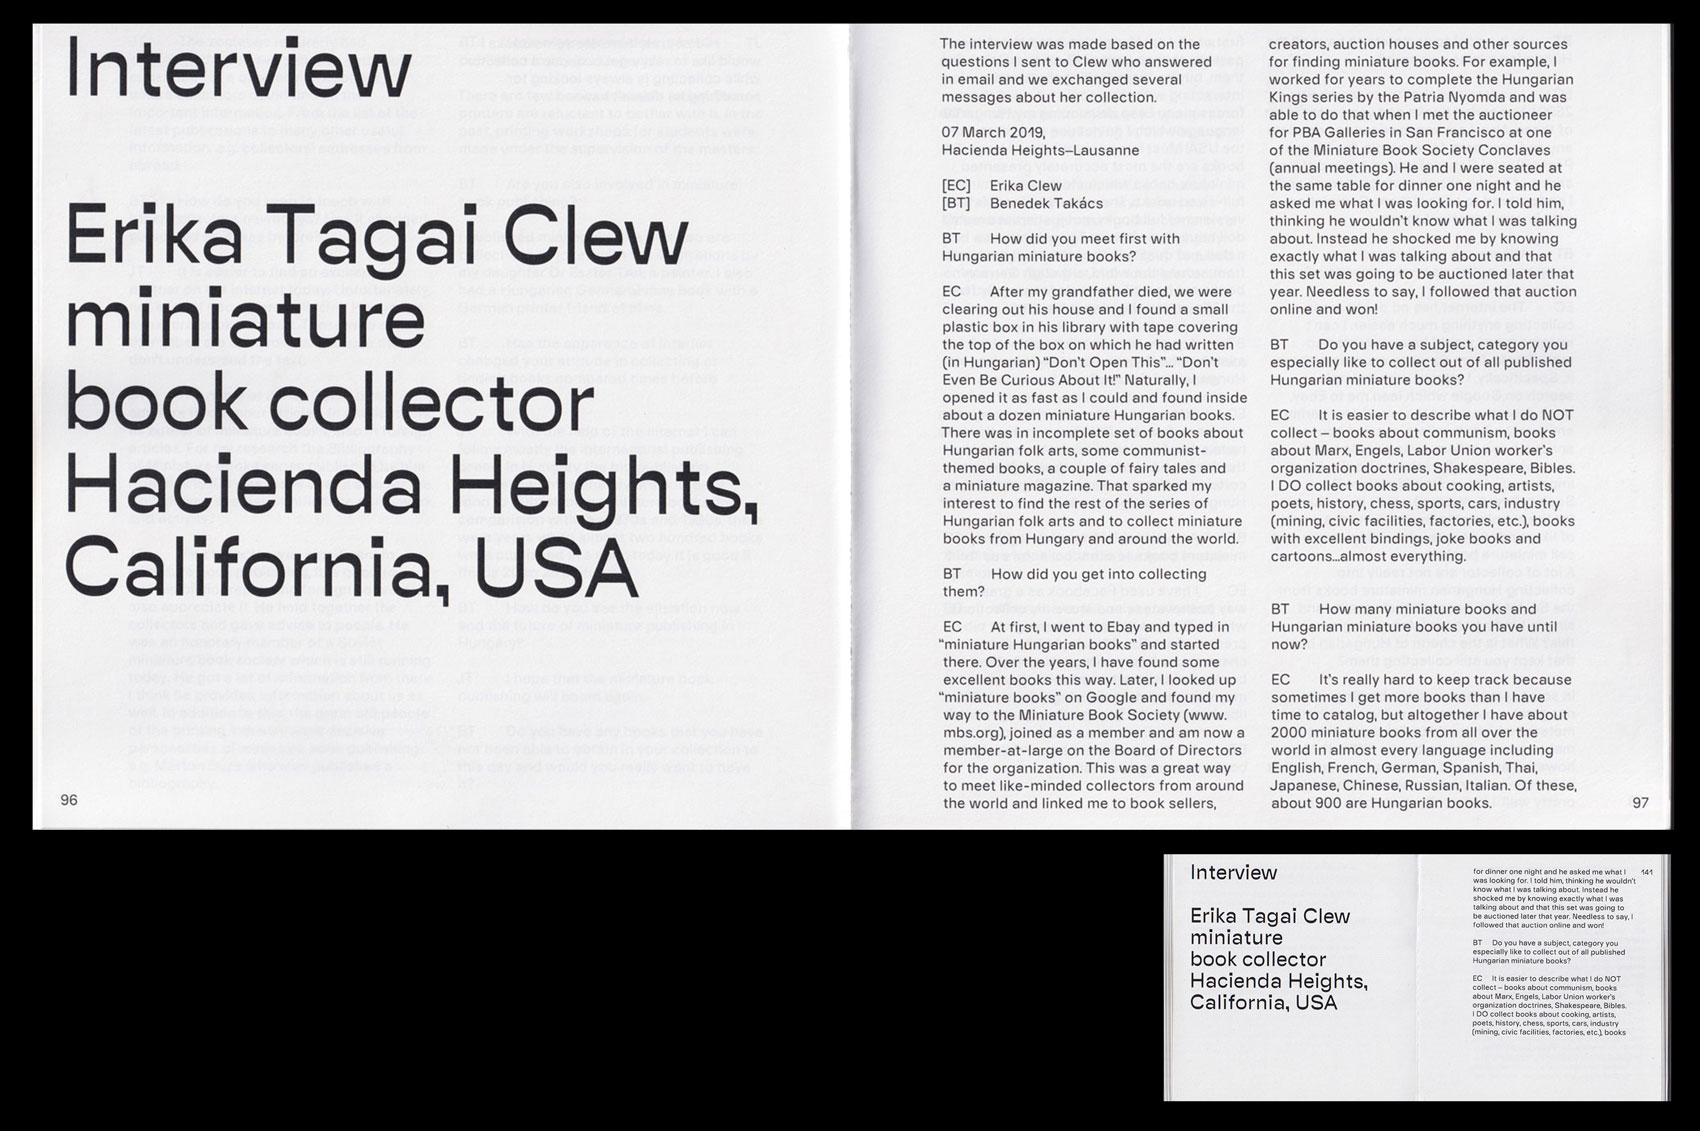 Interview
Erika Tagai Clew
miniature
book collector
Hacienda Heights,
California, USA
96
The interview was made based on the
questions I sent to Clew who answered
in email and we exchanged several
messages about her collection.
07 March 2019,
Hacienda Heights–Lausanne
[EC] Erika Clew
[BT] Benedek Takács
BT How did you meet first with
Hungarian miniature books?
EC After my grandfather died, we were
clearing out his house and I found a small
plastic box in his library with tape covering
the top of the box on which he had written
(in Hungarian) “Don’t Open This”... “Don’t
Even Be Curious About It!” Naturally, I
opened it as fast as I could and found inside
about a dozen miniature Hungarian books.
There was in incomplete set of books about
Hungarian folk arts, some communist-
themed books, a couple of fairy tales and
a miniature magazine. That sparked my
interest to find the rest of the series of
Hungarian folk arts and to collect miniature
books from Hungary and around the world.
BT How did you get into collecting
them?
EC At first, I went to Ebay and typed in
“miniature Hungarian books” and started
there. Over the years, I have found some
excellent books this way. Later, I looked up
“miniature books” on Google and found my
way to the Miniature Book Society (www.
mbs.org), joined as a member and am now a
member-at-large on the Board of Directors
for the organization. This was a great way
to meet like-minded collectors from around
the world and linked me to book sellers,
creators, auction houses and other sources
for finding miniature books. For example, I
worked for years to complete the Hungarian
Kings series by the Patria Nyomda and was
able to do that when I met the auctioneer
for PBA Galleries in San Francisco at one
of the Miniature Book Society Conclaves
(annual meetings). He and I were seated at
the same table for dinner one night and he
asked me what I was looking for. I told him,
thinking he wouldn’t know what I was talking
about. Instead he shocked me by knowing
exactly what I was talking about and that
this set was going to be auctioned later that
year. Needless to say, I followed that auction
online and won!
BT Do you have a subject, category you
especially like to collect out of all published
Hungarian miniature books?
EC It is easier to describe what I do NOT
collect – books about communism, books
about Marx, Engels, Labor Union worker’s
organization doctrines, Shakespeare, Bibles.
I DO collect books about cooking, artists,
poets, history, chess, sports, cars, industry
(mining, civic facilities, factories, etc.), books
with excellent bindings, joke books and
cartoons...almost everything.
BT How many miniature books and
Hungarian miniature books you have until
now?
EC It’s really hard to keep track because
sometimes I get more books than I have
time to catalog, but altogether I have about
2000 miniature books from all over the
world in almost every language including
English, French, German, Spanish, Thai,
Japanese, Chinese, Russian, Italian. Of these,
about 900 are Hungarian books.
97
Interview
Erika Tagai Clew
miniature
book collector
Hacienda Heights,
California, USA
for dinner one night and he asked me what I
was looking for. I told him, thinking he wouldn’t
know what I was talking about. Instead he
shocked me by knowing exactly what I was
talking about and that this set was going to
be auctioned later that year. Needless to say, I
followed that auction online and won!
BT Do you have a subject, category you
especially like to collect out of all published
Hungarian miniature books?
EC It is easier to describe what I do NOT
collect – books about communism, books
about Marx, Engels, Labor Union worker’s
organization doctrines, Shakespeare, Bibles.
I DO collect books about cooking, artists,
poets, history, chess, sports, cars, industry
(mining, civic facilities, factories, etc.), books
141